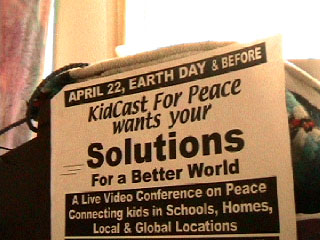 APRIL 22, EARTH DAY & BEFORE
KidCast For Peace
wants your
Solutions
For a Better World
A Live Video Conference on Peace
Connecting kids in Schools, Homes,
Local & Global Locations